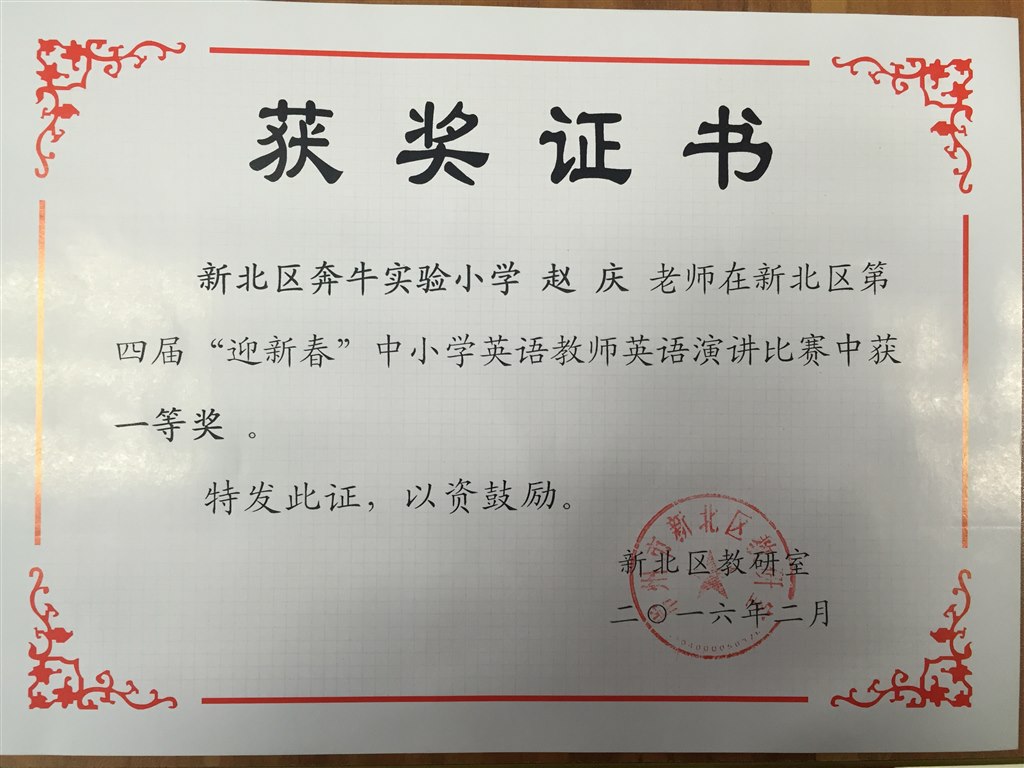 获奖证书
新北区奔牛实验小学 赵 庆 老师在新北区第
四届“迎新春”中小学英语教师英语演讲比赛中获
一等奖 。
特发此证，以资鼓励。
新北区教研室
二〇一六年二月